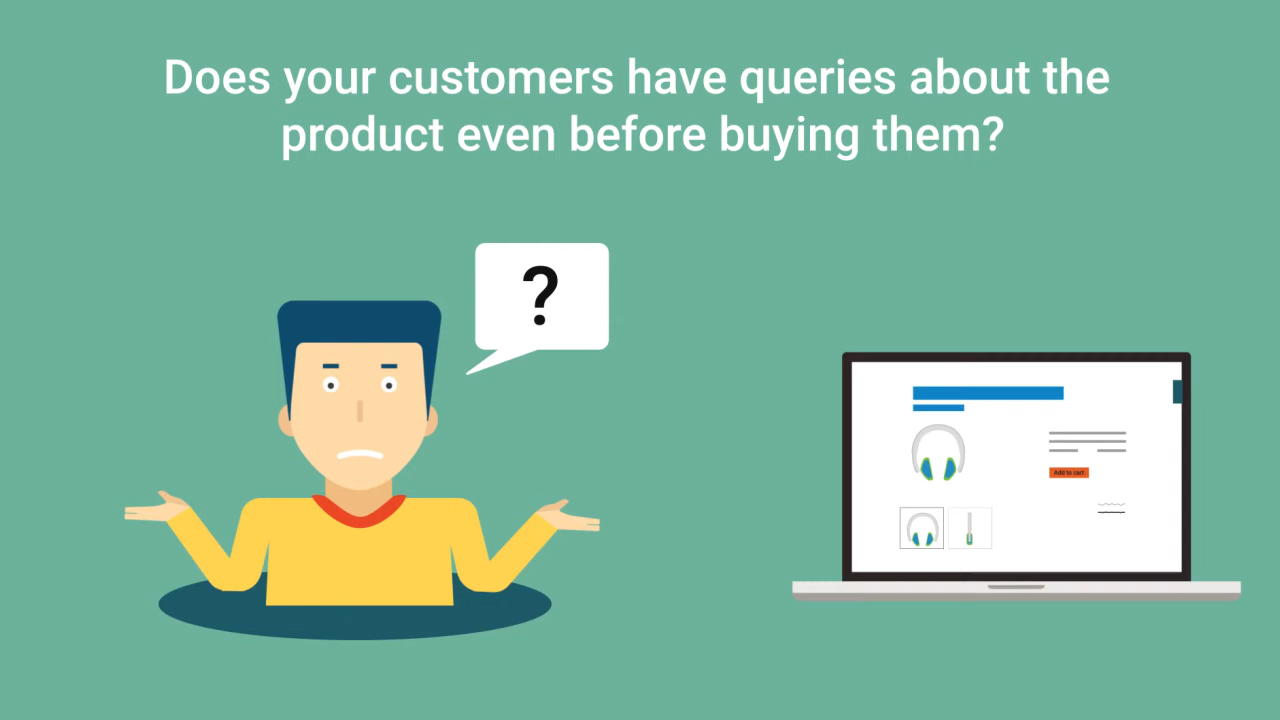 Does your customers have queries about the
product even before buying them?
?
Add to cart